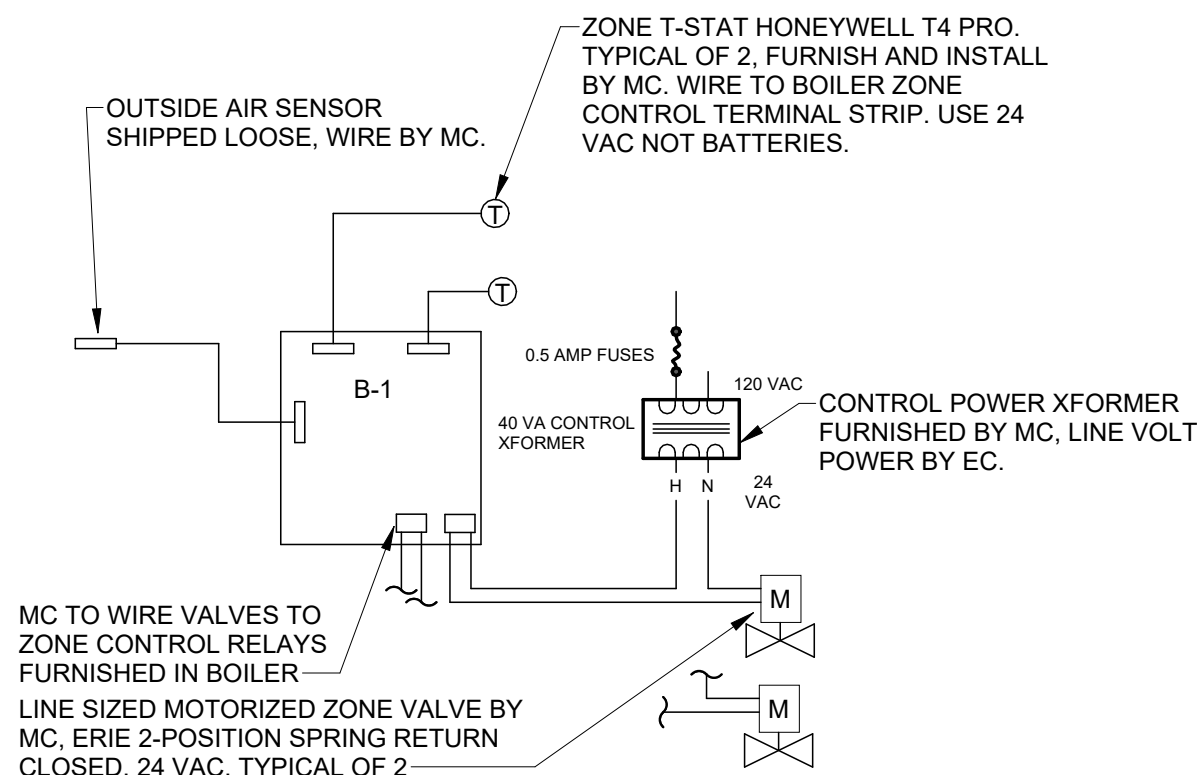 ZONE T-STAT HONEYWELL T4 PRO.
TYPICAL OF 2, FURNISH AND INSTALL
BY MC. WIRE TO BOILER ZONE
CONTROL TERMINAL STRIP. USE 24
VAC NOT BATTERIES.
OUTSIDE AIR SENSOR
SHIPPED LOOSE, WIRE BY MC.
T
T
B-1
0.5 AMP FUSES
120 VAC
40 VA CONTROL
XFORMER
CONTROL POWER XFORMER
FURNISHED BY MC, LINE VOLT
POWER BY EC.
H N
24
VAC
M
MC TO WIRE VALVES TO
ZONE CONTROL RELAYS
FURNISHED IN BOILER
LINE SIZED MOTORIZED ZONE VALVE BY
MC, ERIE 2-POSITION SPRING RETURN
CLOSED, 24 VAC, TYPICAL OF 2
M